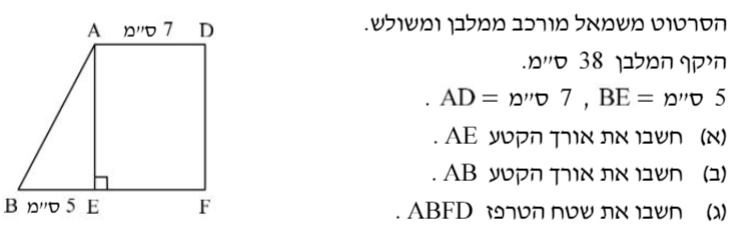 הסרטוט משמאל מורכב ממלבן ומשולש.
היקף המלבן 38 ס״מ.
5 ס״מ = BE , 7 ס״מ = AD .
(א) חשבו את אורך הקטע AE .
(ב) חשבו את אורך הקטע AB .
(ג) חשבו את שטח הטרפז ABFD .
A 7 ס״מ D
B 5 ס״מ E F